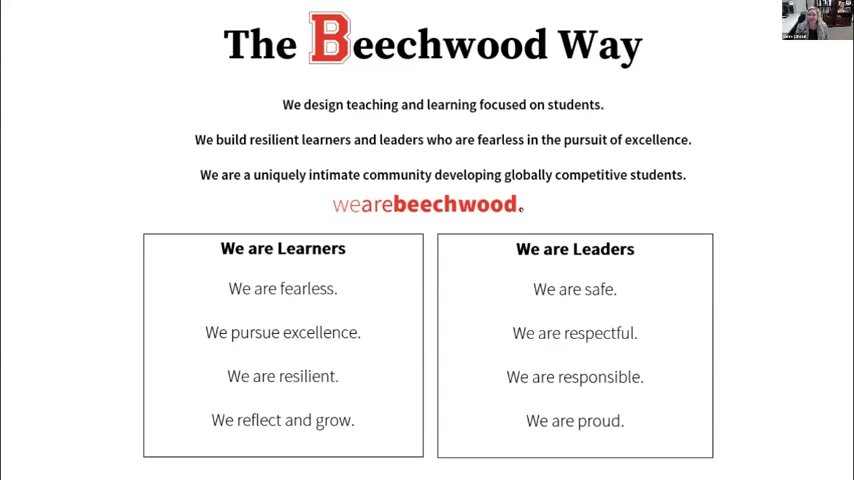 The Beechwood Way
We design teaching and learning focused on students.
We build resilient learners and leaders who are fearless in the pursuit of excellence.
We are a uniquely intimate community developing globally competitive students.
wearebeechwood.
We are Learners
We are fearless.
We pursue excellence.
We are resilient.
We reflect and grow.
We are Leaders
We are safe.
We are respectful.
We are responsible.
We are proud.